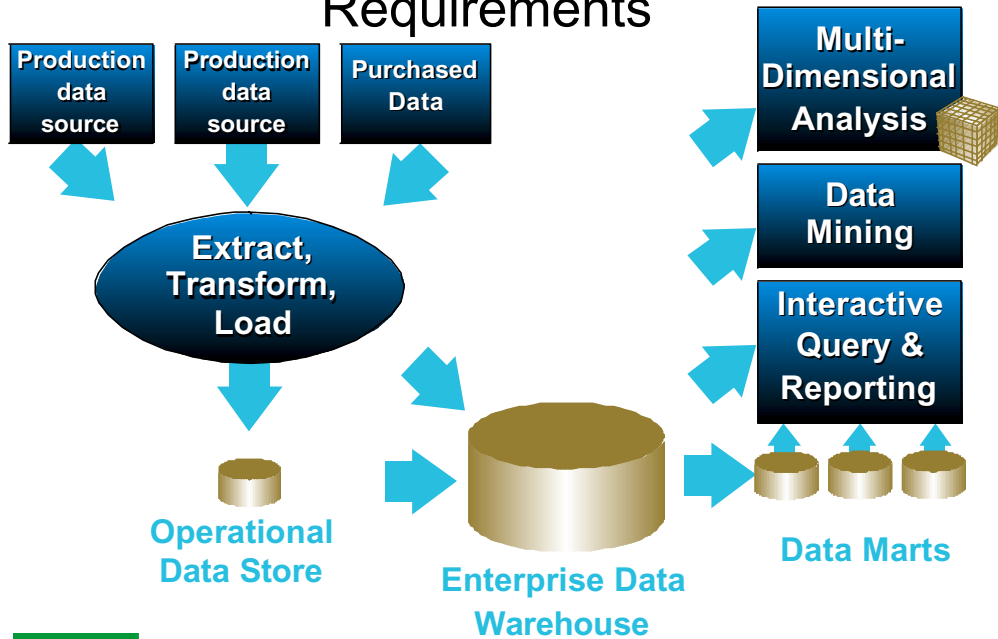 Requirements
Production
data
source
Production
data
source
Purchased
Data
Multi-
Dimensional
Analysis
Extract,
Transform,
Load
Data
Mining
Interactive
Query &
Reporting
Operational
Data Store
Enterprise Data
Warehouse
Data Marts